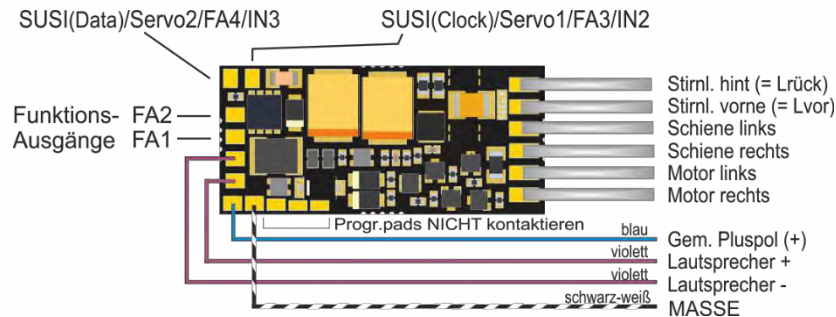 SUSI(Data)/Servo2/FA4/IN3
SUSI(Clock)/Servo1/FA3/IN2
Funktions- FA2
Ausgänge FA1
Stirnl. hint (= Lrück)
Stirnl. vorne (= Lvor)
Schiene links
Schiene rechts
Motor links
Motor rechts
Progr.pads NICHT kontaktieren
blau Gem. Pluspol (+)
violett Lautsprecher +
violett Lautsprecher -
schwarz-weiß MASSE